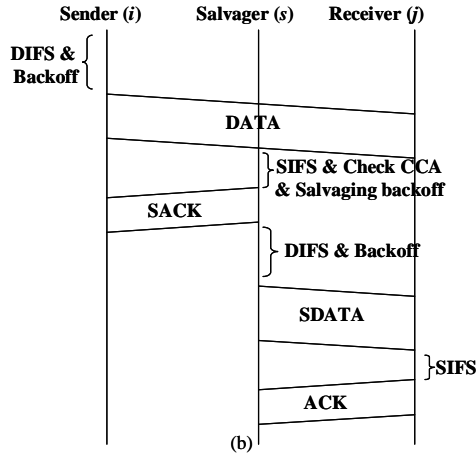 Sender (i) Salvager (s) Receiver (j)
DIFS &
Backoff
DATA
SIFS & Check CCA
& Salvaging backoff
SACK
DIFS & Backoff
SDATA
SIFS
ACK
(b)